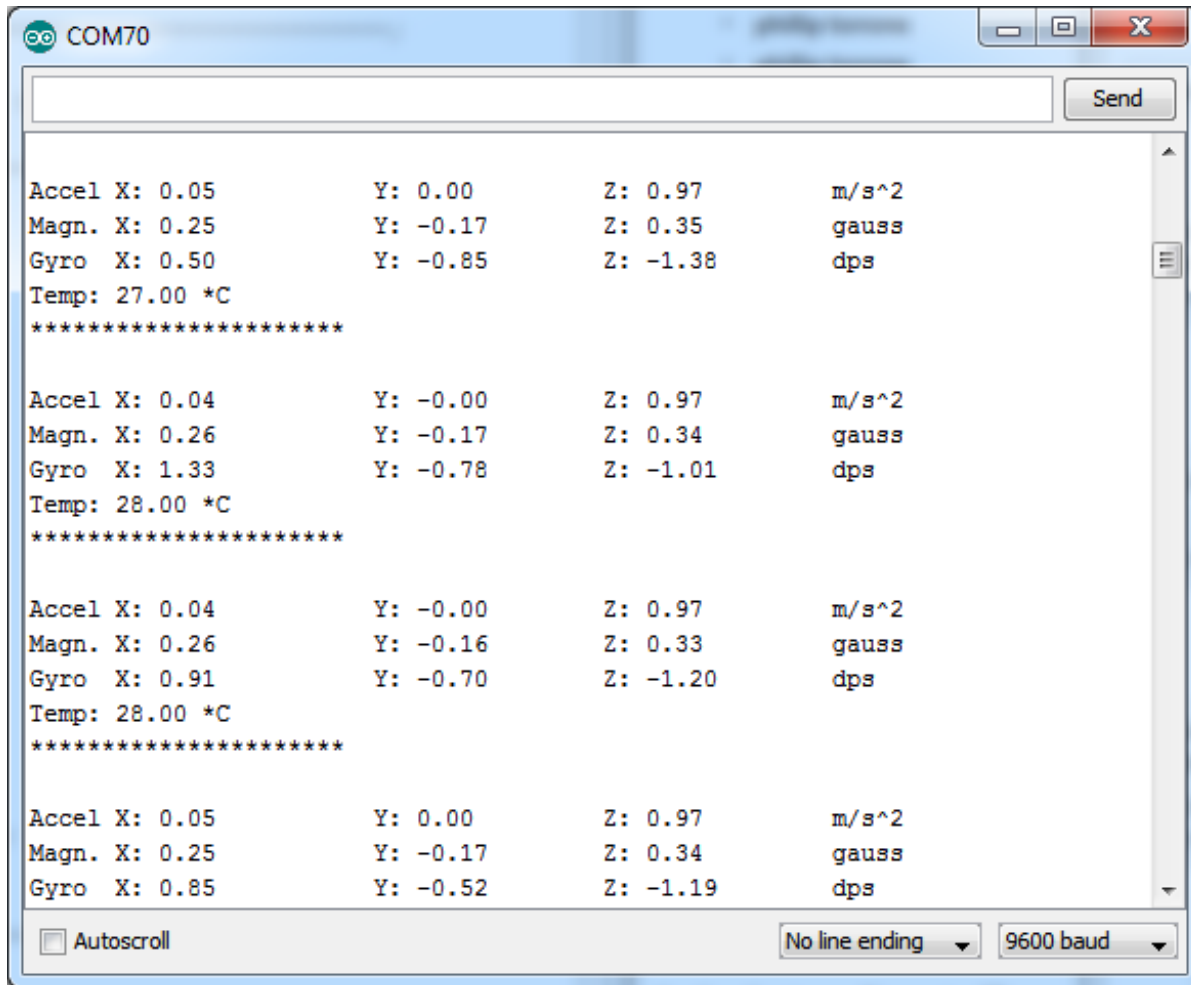 COM70
Send
Accel X: 0.05 Y: 0.00 Z: 0.97 m/s^2
Magn. X: 0.25 Y: -0.17 Z: 0.35 gauss
Gyro X: 0.50 Y: -0.85 Z: -1.38 dps
Temp: 27.00 *C
**********************
Accel X: 0.04 Y: -0.00 Z: 0.97 m/s^2
Magn. X: 0.26 Y: -0.17 Z: 0.34 gauss
Gyro X: 1.33 Y: -0.78 Z: -1.01 dps
Temp: 28.00 *C
**********************
Accel X: 0.04 Y: -0.00 Z: 0.97 m/s^2
Magn. X: 0.26 Y: -0.16 Z: 0.33 gauss
Gyro X: 0.91 Y: -0.70 Z: -1.20 dps
Temp: 28.00 *C
**********************
Accel X: 0.05 Y: 0.00 Z: 0.97 m/s^2
Magn. X: 0.25 Y: -0.17 Z: 0.34 gauss
Gyro X: 0.85 Y: -0.52 Z: -1.19 dps
Autoscroll No line ending 9600 baud